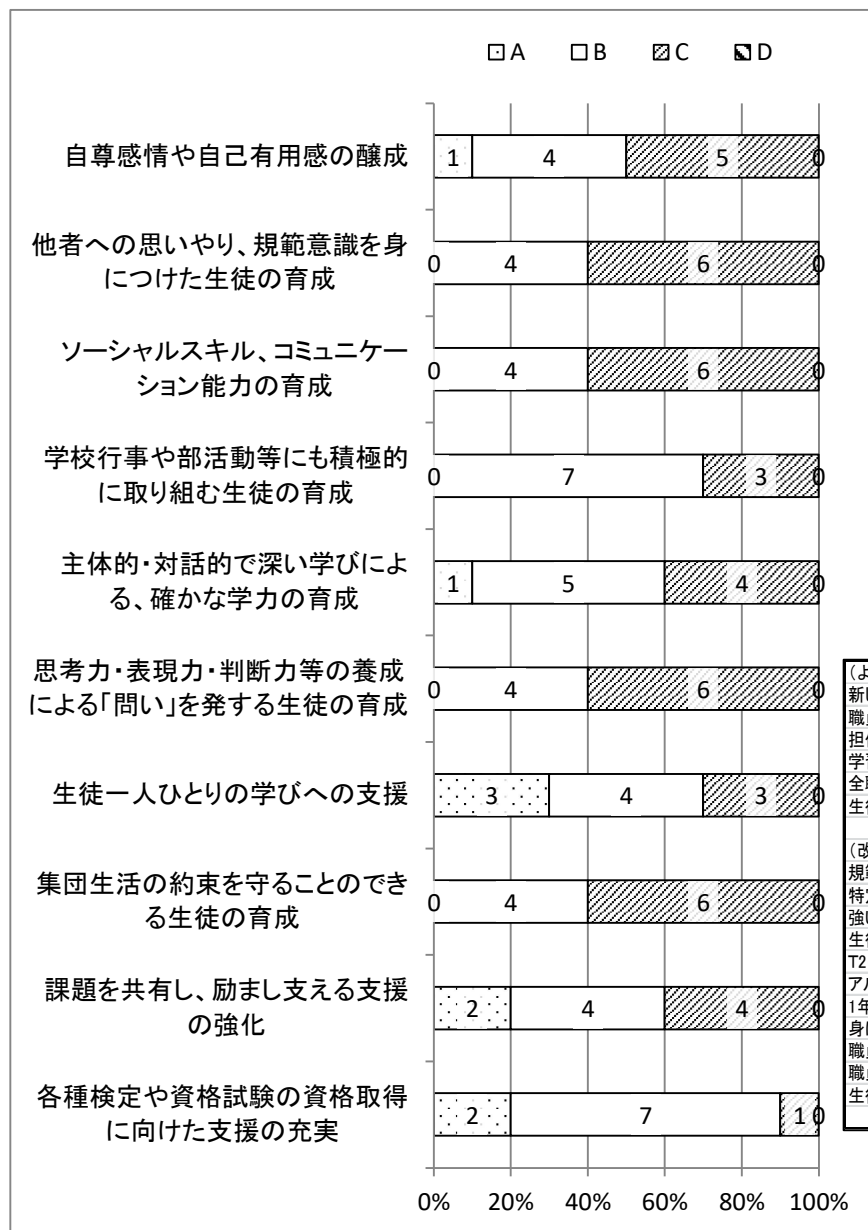 A B C D
自尊感情や自己有用感の醸成
1 4 5 0
他者への思いやり、規範意識を身
につけた生徒の育成
0 4 6 0
ソーシャルスキル、コミュニケー
ション能力の育成
0 4 6 0
学校行事や部活動等にも積極的
に取り組む生徒の育成
0 7 3 0
主体的・対話的で深い学びによ
る、確かな学力の育成
1 5 4 0
思考力・表現力・判断力等の養成
による「問い」を発する生徒の育成
0 4 6 0
生徒一人ひとりの学びへの支援
3 4 3 0
集団生活の約束を守ることのでき
る生徒の育成
0 4 6 0
課題を共有し、励まし支える支援
の強化
2 4 4 0
各種検定や資格試験の資格取得
に向けた支援の充実
2 7 1 0
0% 20% 40% 60% 80% 100%
(よ
職
全
生
(改
特
生
T2
1年
職
職
生